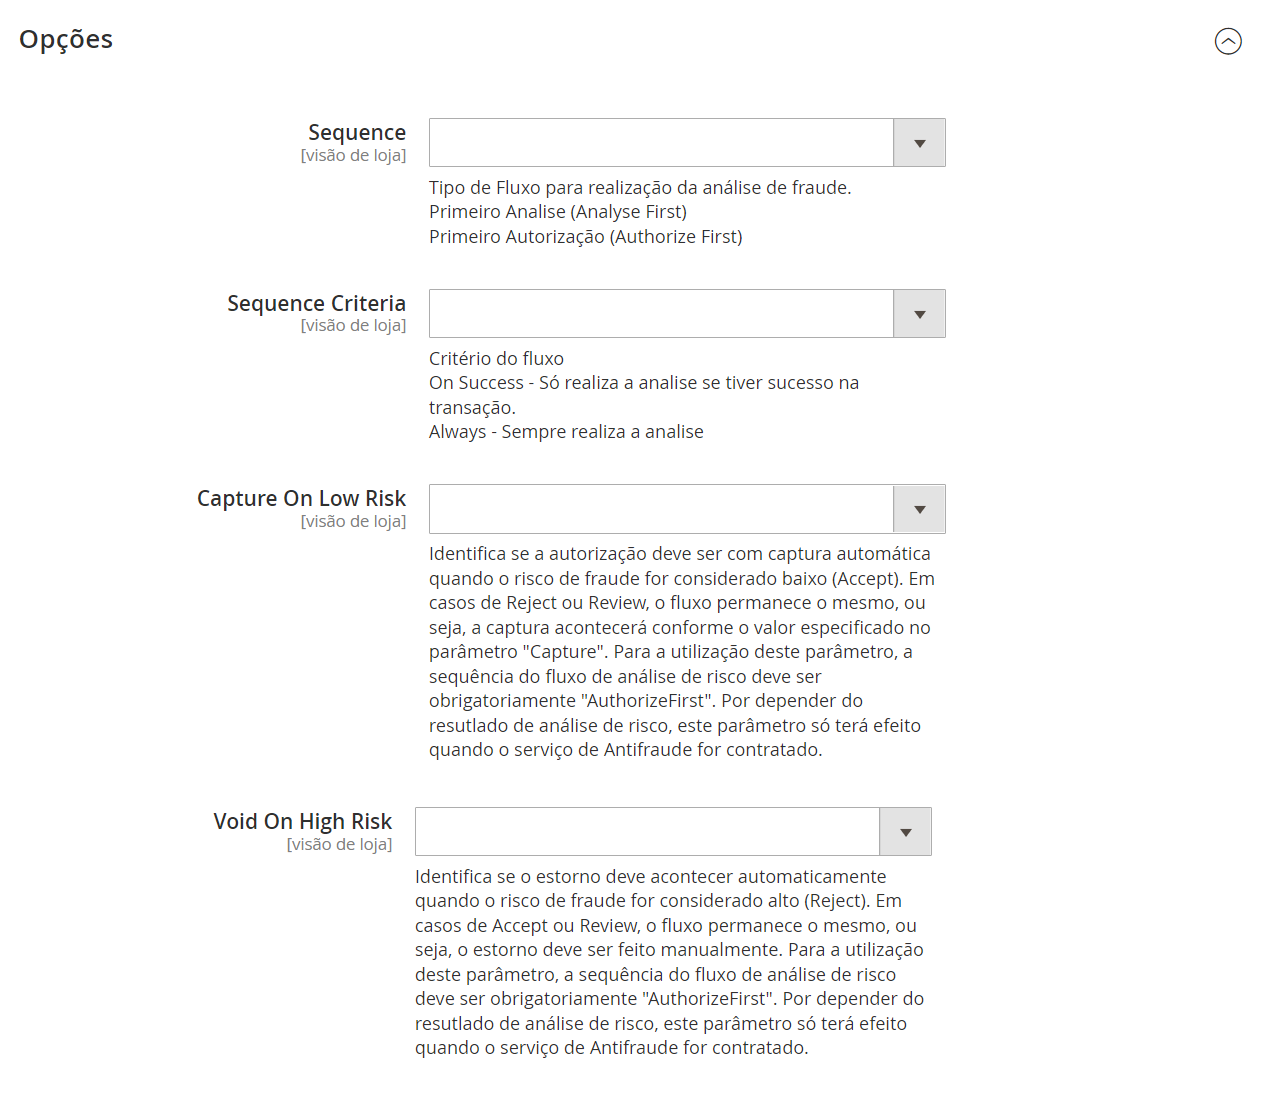 Opções
Sequence
[visão de loja]
Tipo de Fluxo para realização da análise de fraude.
Primeiro Analise (Analyse First)
Primeiro Autorização (Authorize First)
Sequence Criteria
[visão de loja]
Critério do fluxo
On Success - Só realiza a analise se tiver sucesso na
transação.
Always - Sempre realiza a analise
Capture On Low Risk
[visão de loja]
Identifica se a autorização deve ser com captura automática
quando o risco de fraude for considerado baixo (Accept). Em
casos de Reject ou Review, o fluxo permanece o mesmo, ou
seja, a captura acontecerá conforme o valor especificado no
parâmetro "Capture". Para a utilização deste parâmetro, a
sequência do fluxo de análise de risco deve ser
obrigatoriamente "AuthorizeFirst". Por depender do
resutlado de análise de risco, este parâmetro só terá efeito
quando o serviço de Antifraude for contratado.
Void On High Risk
[visão de loja]
Identifica se o estorno deve acontecer automaticamente
quando o risco de fraude for considerado alto (Reject). Em
casos de Accept ou Review, o fluxo permanece o mesmo, ou
seja, o estorno deve ser feito manualmente. Para a utilização
deste parâmetro, a sequência do fluxo de análise de risco
deve ser obrigatoriamente "AuthorizeFirst". Por depender do
resutlado de análise de risco, este parâmetro só terá efeito
quando o serviço de Antifraude for contratado.